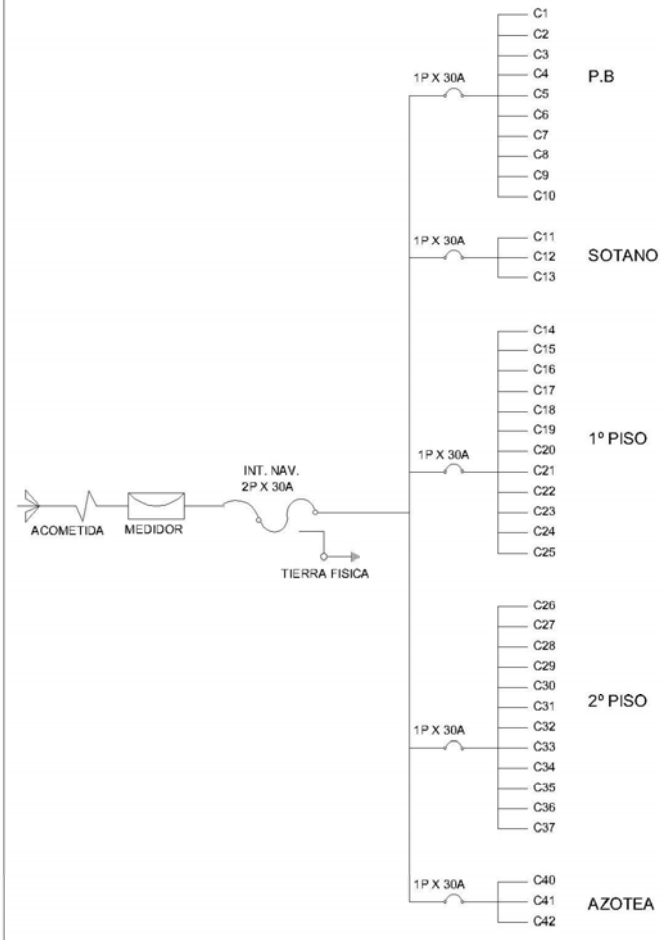 1P X 30A
C1
C2
C3
C4
C5
C6
C7
C8
C9
C10
P.B
1P X 30A
C11
C12
C13
SOTANO
1P X 30A
C14
C15
C16
C17
C18
C19
C20
C21
C22
C23
C24
C25
1º PISO
ACOMETIDA
MEDIDOR
INT. NAV.
2P X 30A
TIERRA FISICA
1P X 30A
C26
C27
C28
C29
C30
C31
C32
C33
C34
C35
C36
C37
2º PISO
1P X 30A
C40
C41
C42
AZOTEA